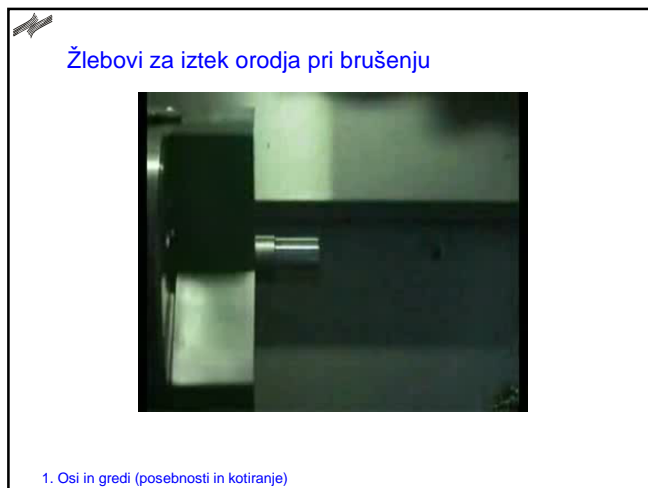 Žlebovi za iztek orodja pri brušenju
1. Osi in gredi (posebnosti in kotiranje)